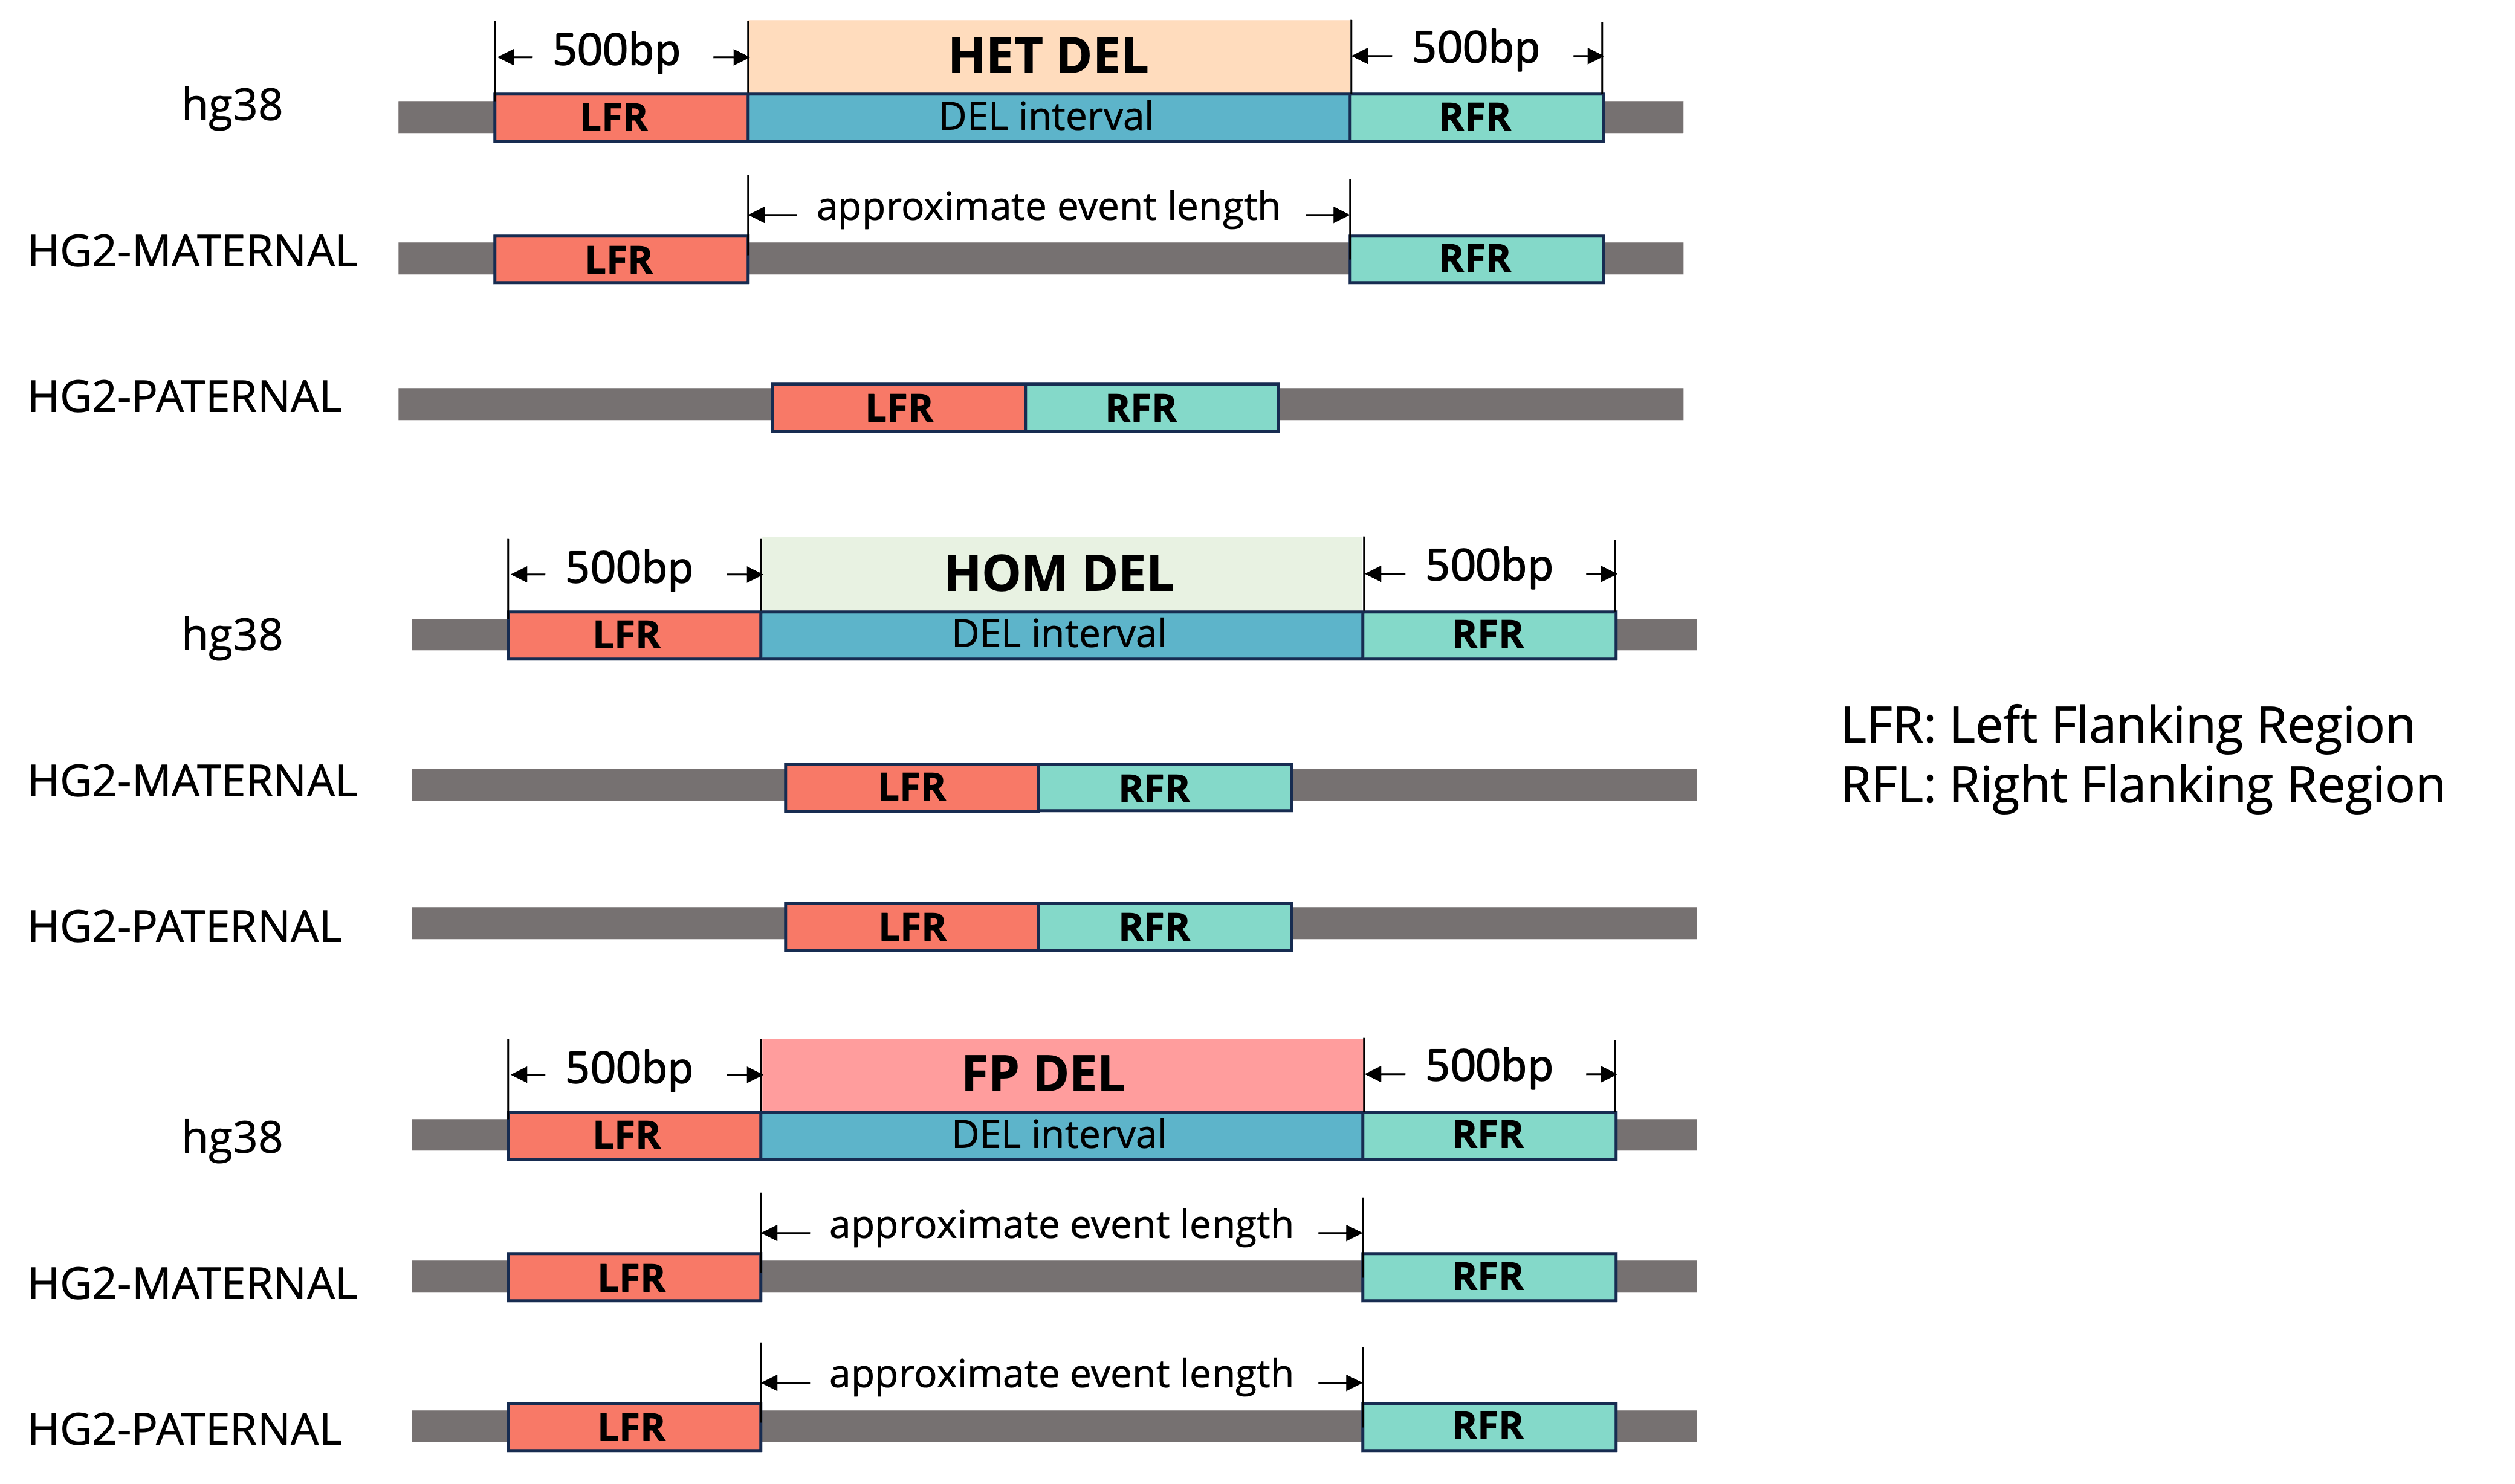 500bp HET DEL 500bp
hg38 LFR DEL interval RFR
approximate event length
HG2-MATERNAL LFR RFR
HG2-PATERNAL LFR RFR
500bp HOM DEL 500bp
hg38 LFR DEL interval RFR
LFR: Left Flanking Region
RFL: Right Flanking Region
HG2-MATERNAL LFR RFR
HG2-PATERNAL LFR RFR
500bp FP DEL 500bp
hg38 LFR DEL interval RFR
approximate event length
HG2-MATERNAL LFR RFR
approximate event length
HG2-PATERNAL LFR RFR